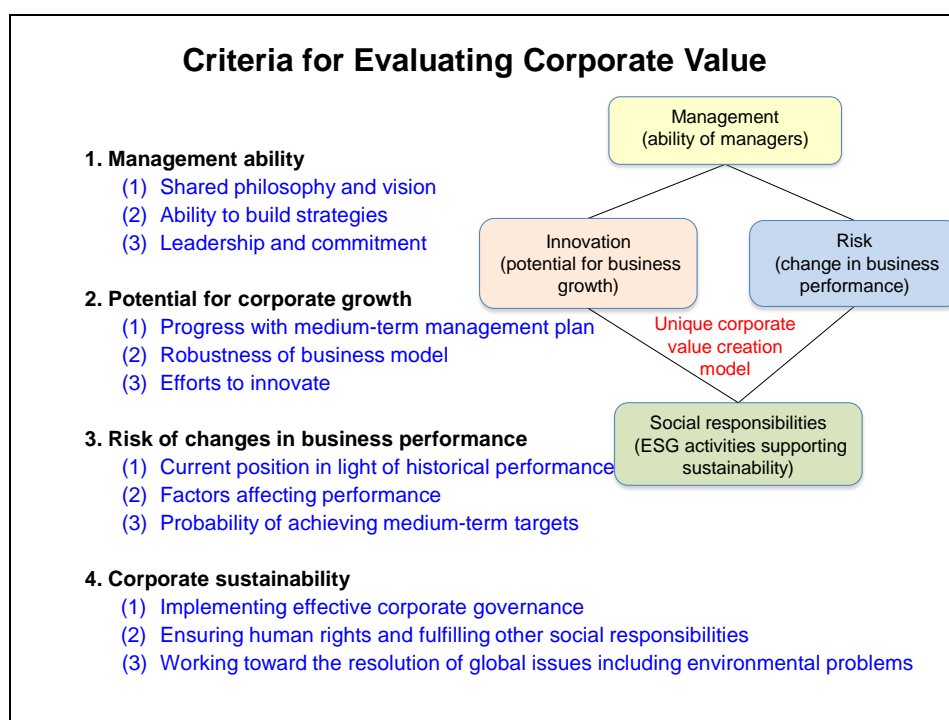 Criteria for Evaluating Corporate Value
1. Management ability
(1) Shared philosophy and vision
(2) Ability to build strategies
(3) Leadership and commitment
2. Potential for corporate growth
(1) Progress with medium-term management plan
(2) Robustness of business model
(3) Efforts to innovate
3. Risk of changes in business performance
(1) Current position in light of historical performance
(2) Factors affecting performance
(3) Probability of achieving medium-term targets
4. Corporate sustainability
(1) Implementing effective corporate governance
(2) Ensuring human rights and fulfilling other social responsibilities
(3) Working toward the resolution of global issues including environmental problems
Management
(ability of managers)
Innovation
(potential for business
growth)
Risk
(change in business
performance)
Unique corporate
value creation
model
Social responsibilities
(ESG activities supporting
sustainability)